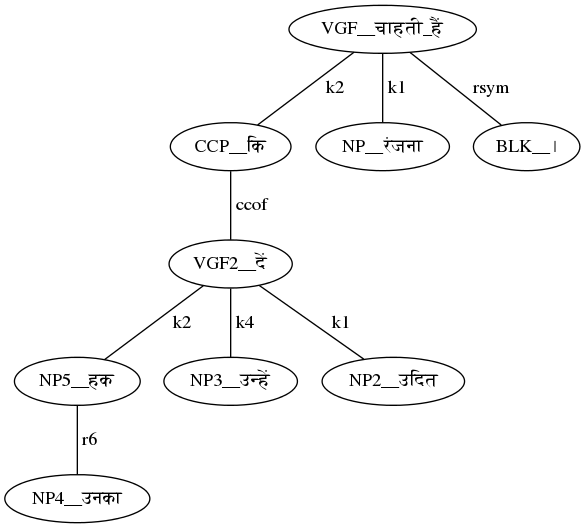 VGF__चाहती_हैं
k2 k1 rsym
CCP__कि NP__रंजना BLK__।
ccof
VGF2__दें
k2 k4 k1
NP5__हक NP3__उन्हें NP2__उदित
r6
NP4__उनका